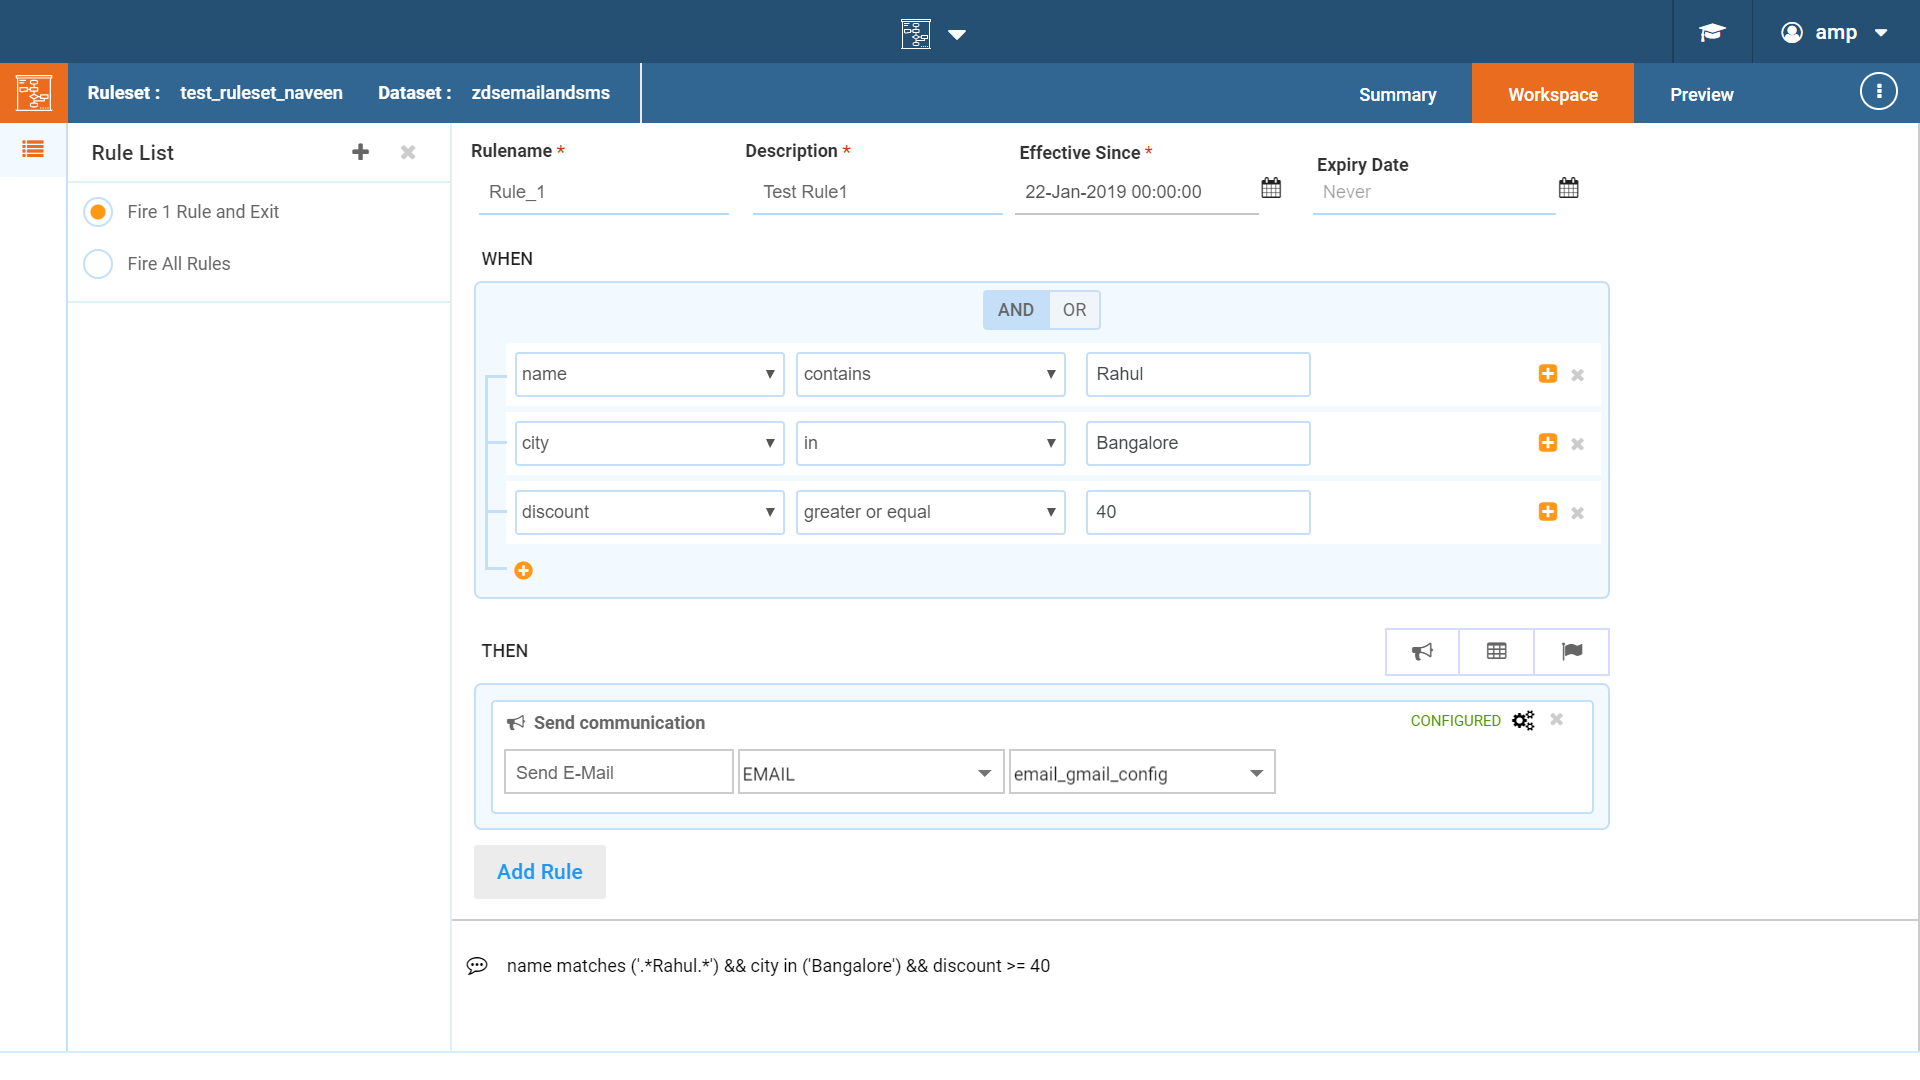 amp
Ruleset : test_ruleset_naveen Dataset : zdsemailandsms Summary Workspace Preview
Rule List
Fire 1 Rule and Exit
Fire All Rules
Rulename * Description * Effective Since * Expiry Date
Rule_1 Test Rule1 22-Jan-2019 00:00:00 Never
WHEN
AND OR
name contains Rahul
city in Bangalore
discount greater or equal 40
THEN
Send communication CONFIGURED
Send E-Mail EMAIL email_gmail_config
Add Rule
name matches ('.*Rahul.*') && city in ('Bangalore') && discount >= 40